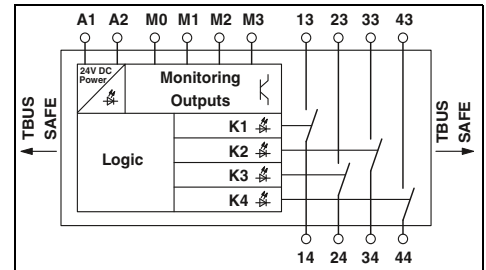 A1 A2 M0 M1 M2 M3 13 23 33 43
24V DC
Power
Monitoring
Outputs
TBUS
SAFE
Logic
K1
K2
K3
K4
TBUS
SAFE
14 24 34 44